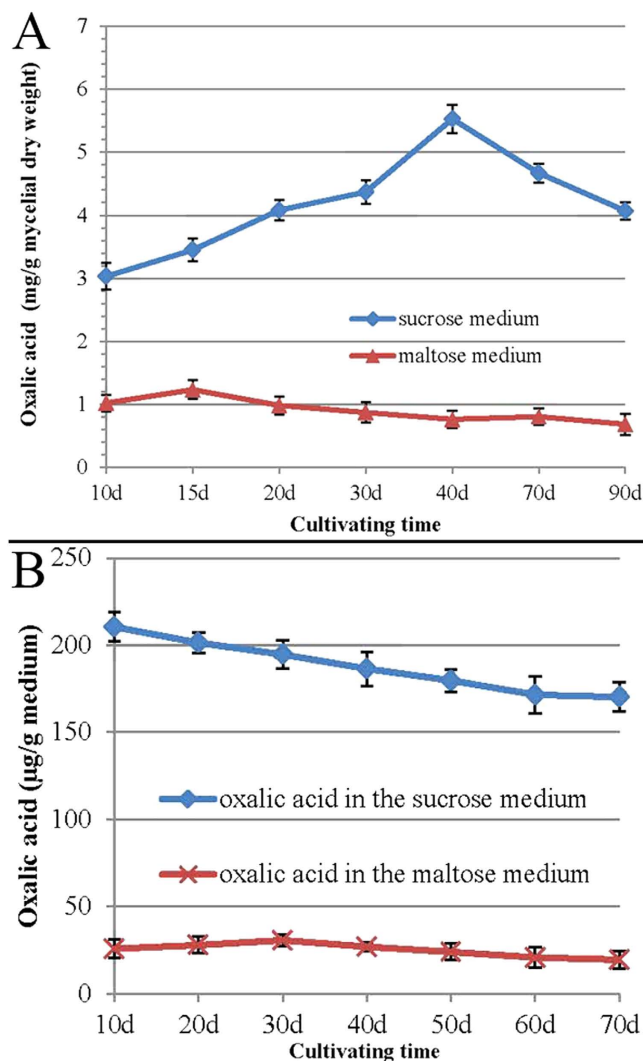 A
Oxalic acid (mg/g mycelial dry weight)
7
6
5
4
3
2
1
0
sucrose medium
maltose medium
10d 15d 20d 30d 40d 70d 90d
Cultivating time
B
Oxalic acid (µg/g medium)
250
200
150
100
50
0
oxalic acid in the sucrose medium
oxalic acid in the maltose medium
10d 20d 30d 40d 50d 60d 70d
Cultivating time